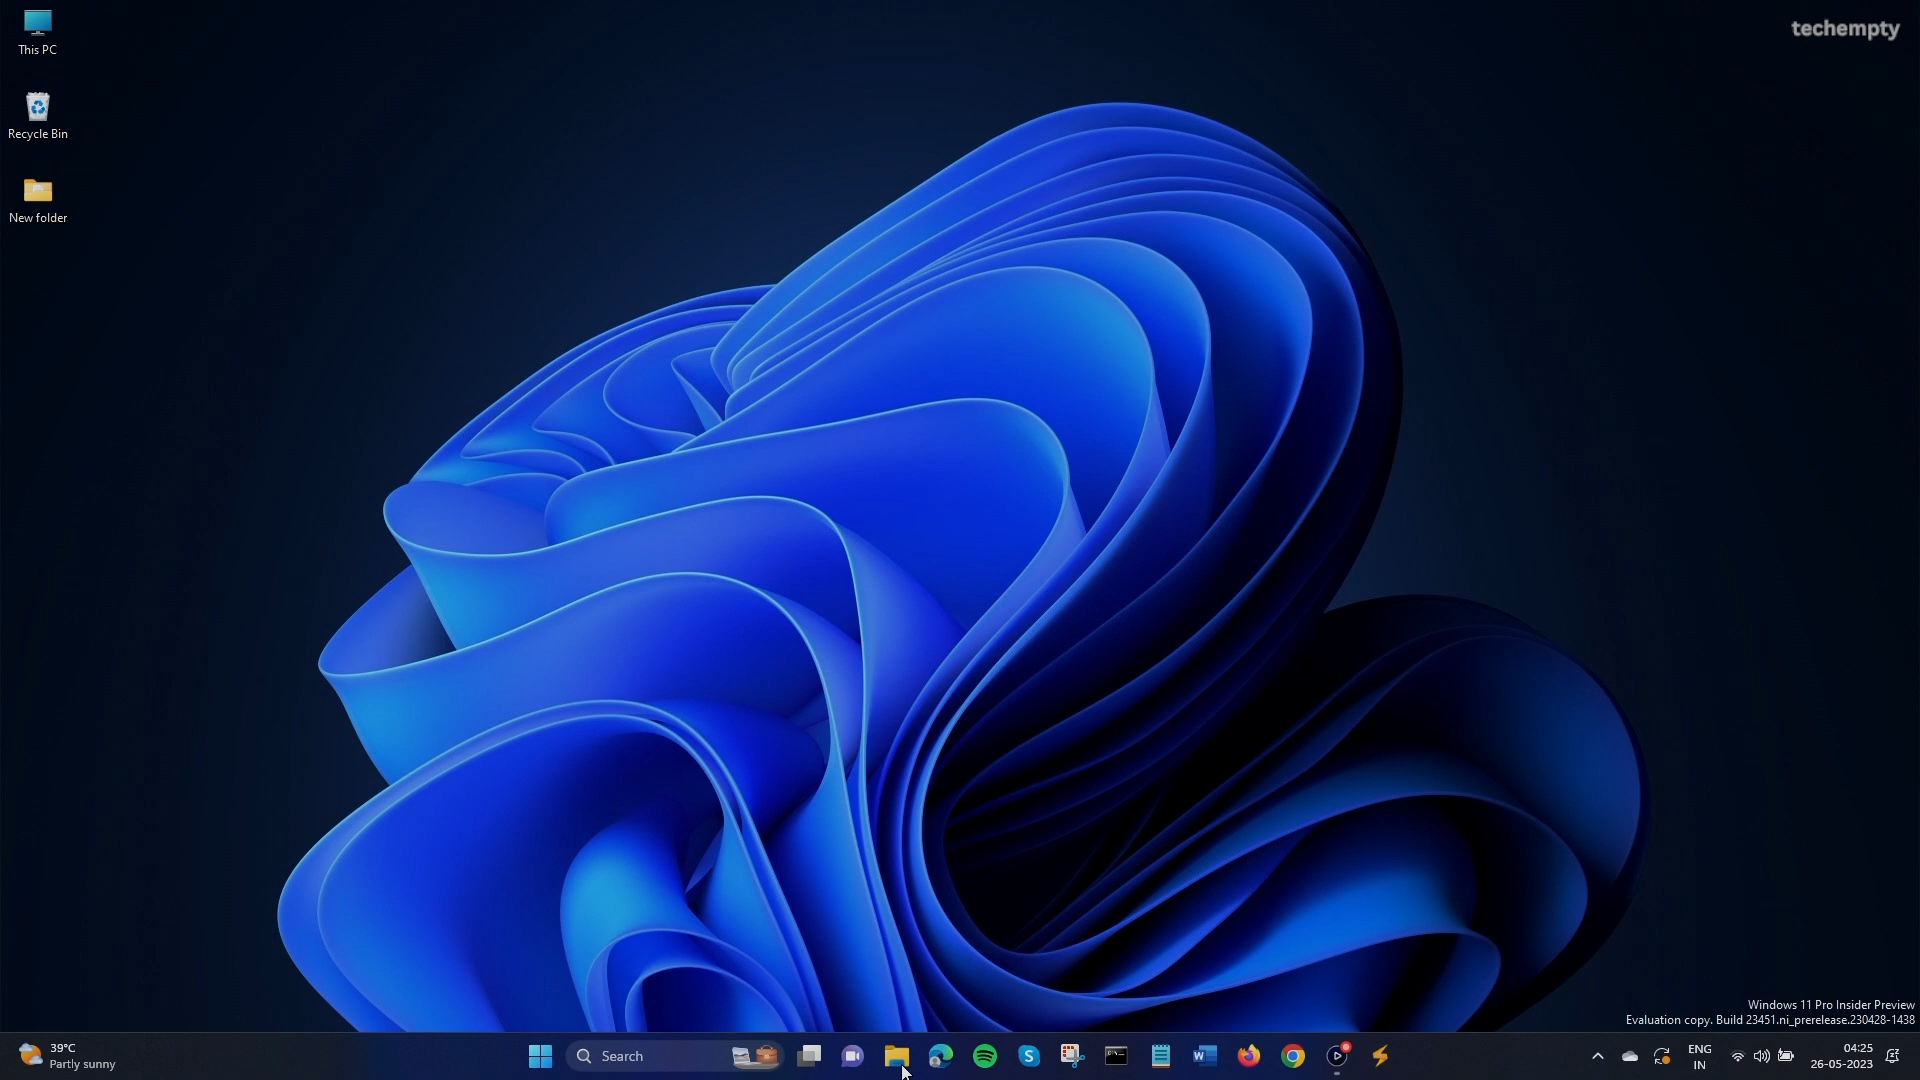 This PC
techempty
Recycle Bin
New folder
Windows 11 Pro Insider Preview
Evaluation copy. Build 23451.ni_prerelease.230428-1438
39°C
Partly sunny
Search
ENG
IN
04:25
26-05-2023